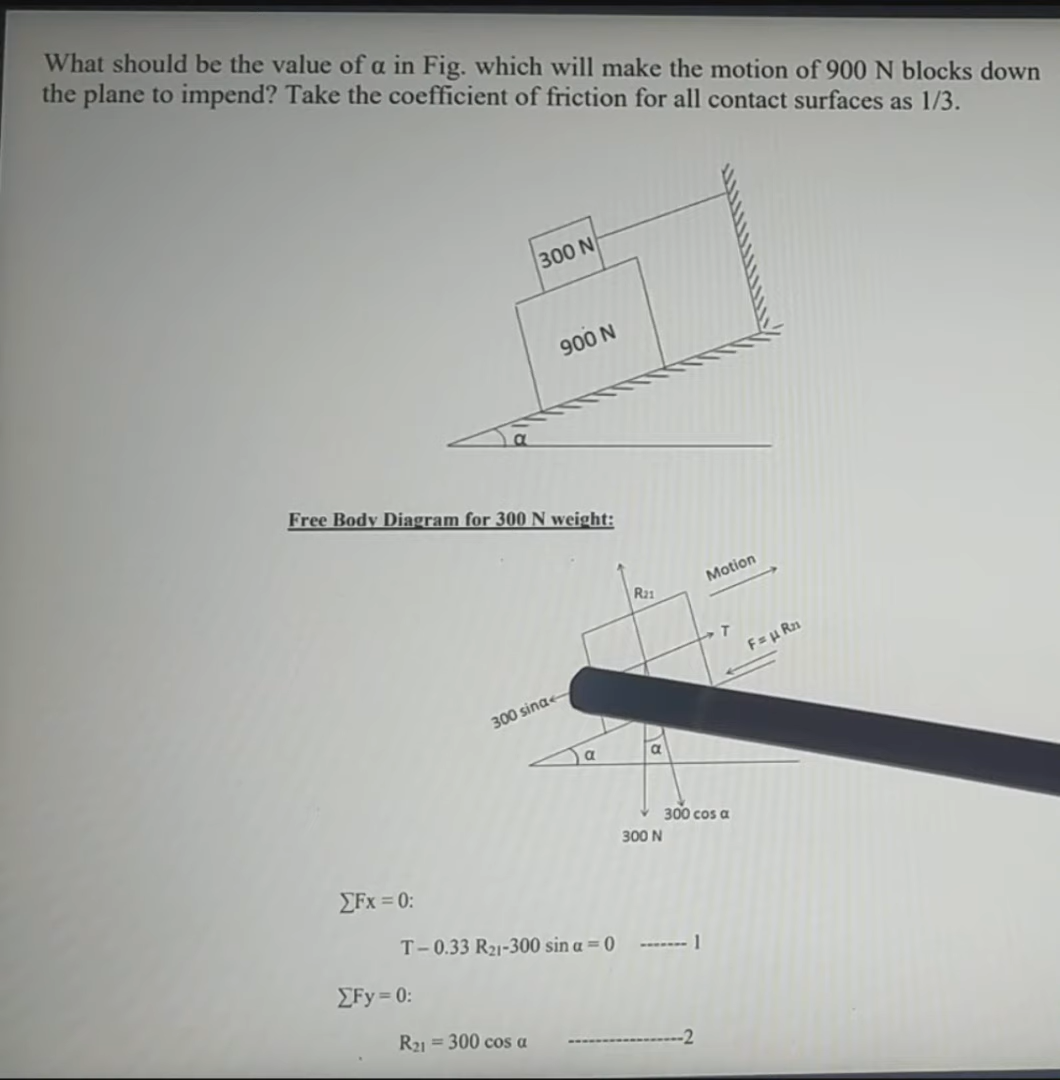 What should be the value of α in Fig. which will make the motion of 900 N blocks down
the plane to impend? Take the coefficient of friction for all contact surfaces as 1/3.
300 N
900 N
α
Free Body Diagram for 300 N weight:
Motion
R21
T
F= μ R21
300 sinα
α
α
300 cos α
300 N
∑Fx = 0:
T – 0.33 R21-300 sin α = 0 ------- 1
∑Fy = 0:
R21 = 300 cos α -----------------2